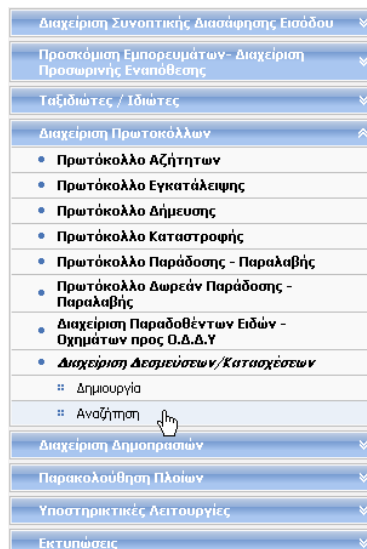 Διαχείριση Συνοπτικής Διασάφησης Εισόδου
Προσκόμιση Εμπορευμάτων- Διαχείριση
Προσωρινής Εναπόθεσης
Ταξιδιώτες / Ιδιώτες
Διαχείριση Πρωτοκόλλων
Πρωτόκολλο Αζήτητων
Πρωτόκολλο Εγκατάλειψης
Πρωτόκολλο Δήμευσης
Πρωτόκολλο Καταστροφής
Πρωτόκολλο Παράδοσης - Παραλαβής
Πρωτόκολλο Δωρεάν Παράδοσης -
Παραλαβής
Διαχείριση Παραδοθέντων Ειδών -
Οχημάτων προς Ο.Δ.Δ.Υ
Διαχείριση Δεσμεύσεων/Κατασχέσεων
Δημιουργία
Αναζήτηση
Διαχείριση Δημοπρασιών
Παρακολούθηση Πλοίων
Υποστηρικτικές Λειτουργίες
Εκτυπώσεις